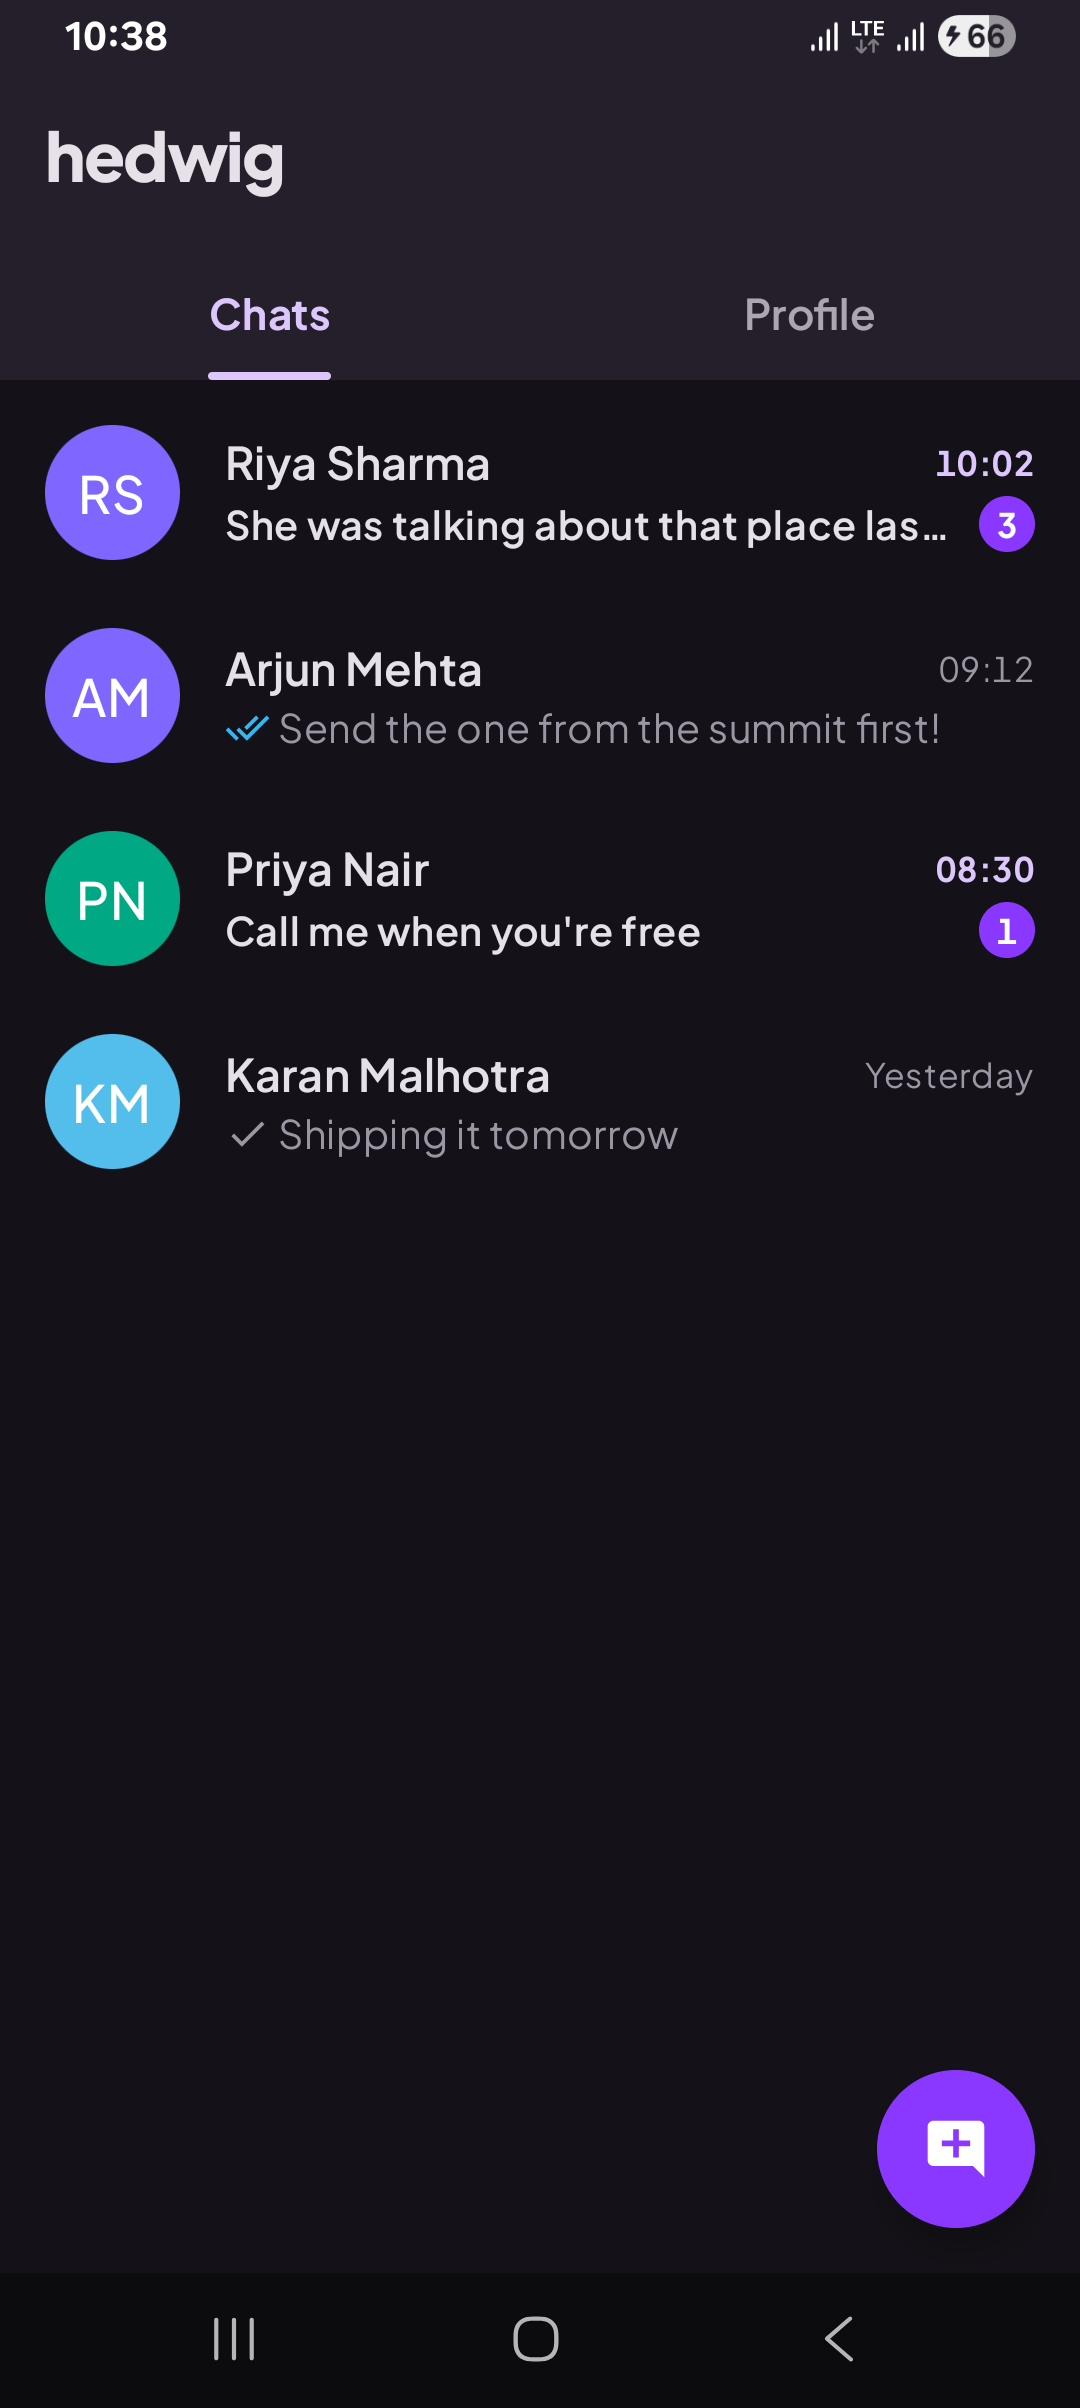 10:38
LTE
66
hedwig
Chats
Profile
RS
Riya Sharma
10:02
She was talking about that place las...
3
AM
Arjun Mehta
09:12
Send the one from the summit first!
PN
Priya Nair
08:30
Call me when you're free
1
KM
Karan Malhotra
Yesterday
Shipping it tomorrow